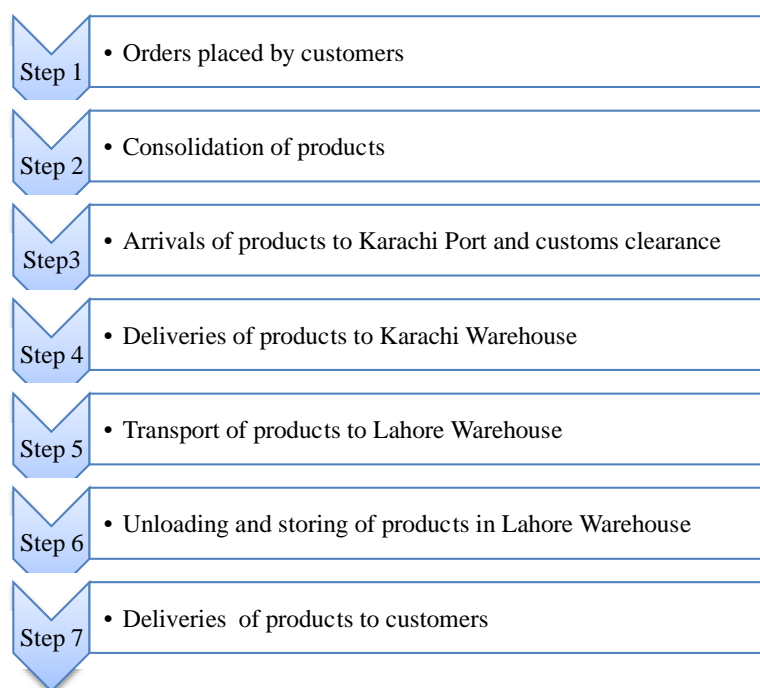 Step 1
• Orders placed by customers
Step 2
• Consolidation of products
Step3
• Arrivals of products to Karachi Port and customs clearance
Step 4
• Deliveries of products to Karachi Warehouse
Step 5
• Transport of products to Lahore Warehouse
Step 6
• Unloading and storing of products in Lahore Warehouse
Step 7
• Deliveries  of products to customers